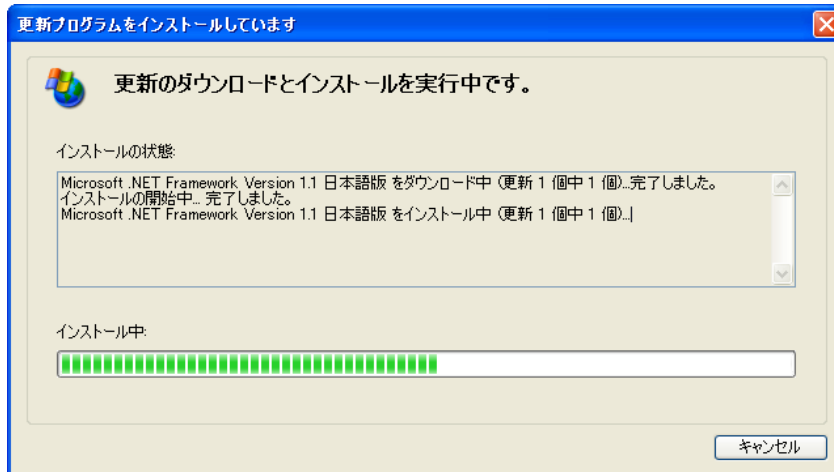 更新プログラムをインストールしています
更新のダウンロードとインストールを実行中です。
インストールの状態:
Microsoft .NET Framework Version 1.1 日本語版 をダウンロード中 (更新 1 個中 1 個)...完了しました。
インストールの開始中... 完了しました。
Microsoft .NET Framework Version 1.1 日本語版 をインストール中 (更新 1 個中 1 個)...
インストール中:
キャンセル